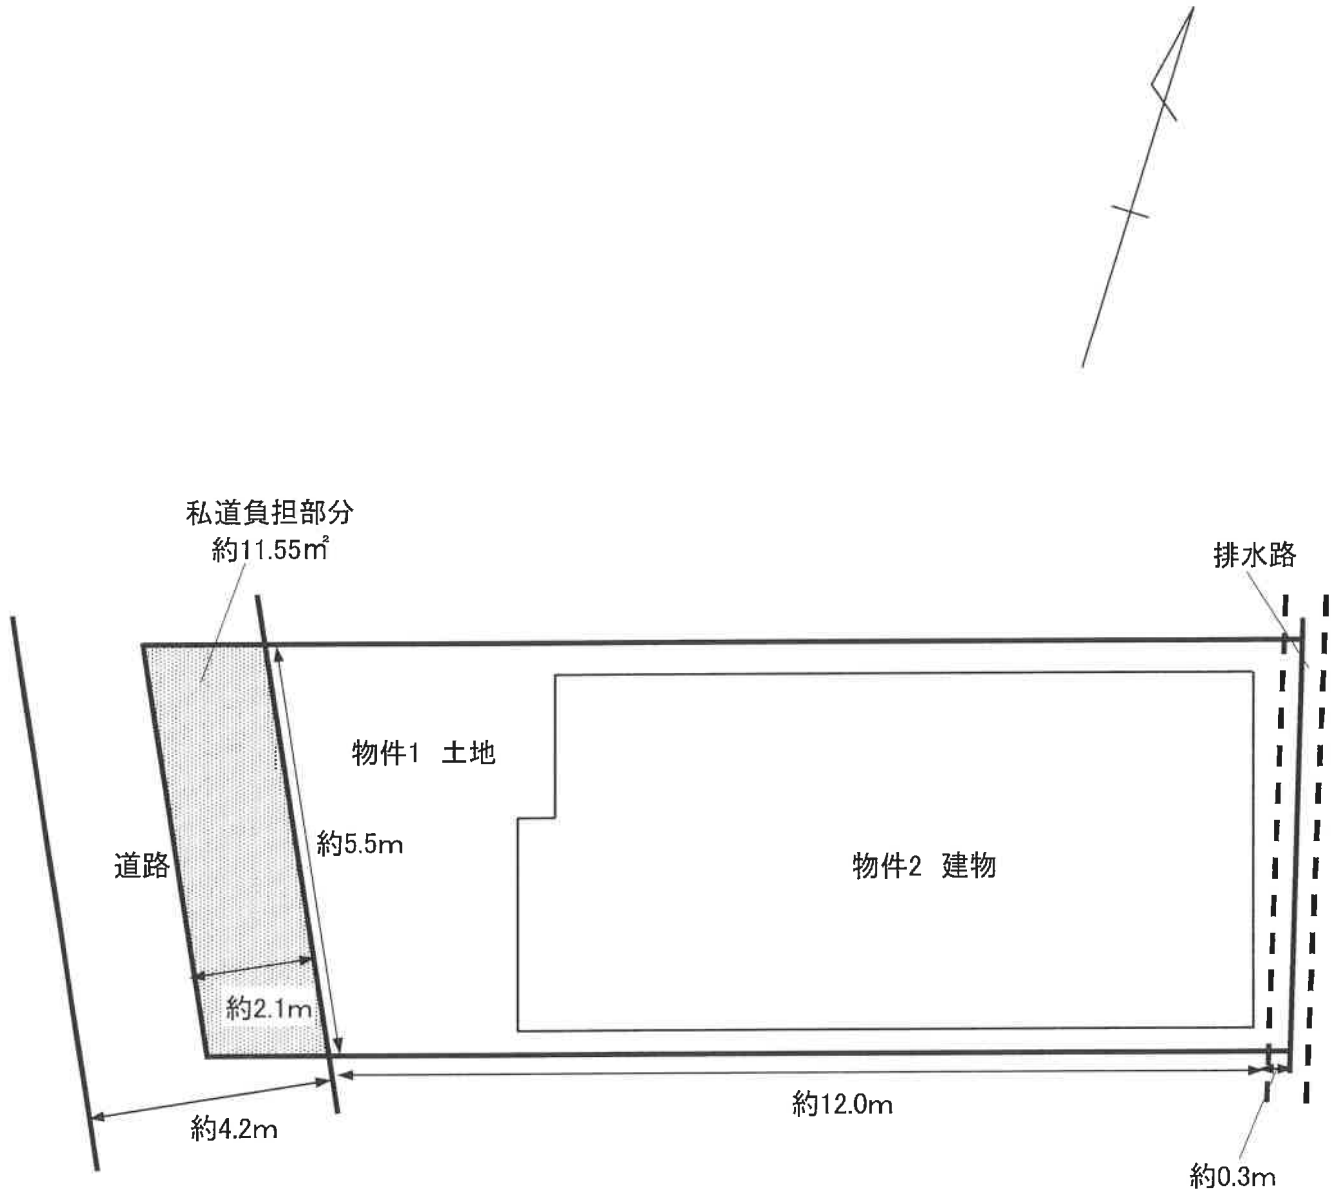 私道負担部分
約11.55㎡
排水路
物件1 土地
約5.5m
道路
物件2 建物
約2.1m
約4.2m
約12.0m
約0.3m